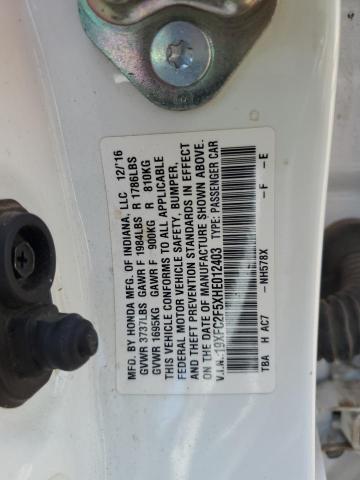 MFD. BY HONDA MFG. OF INDIANA, LLC 12/16
GVWR 3737LBS GAWR F 1984LBS R 1786LBS
GVWR 1695KG GAWR F 900KG R 810KG
THIS VEHICLE CONFORMS TO ALL APPLICABLE
FEDERAL MOTOR VEHICLE SAFETY, BUMPER,
AND THEFT PREVENTION STANDARDS IN EFFECT
ON THE DATE OF MANUFACTURE SHOWN ABOVE.
V.I.N.:19XFC2F5XHE012403 TYPE: PASSENGER CAR
TBA H AC7 -NH578X -F -E